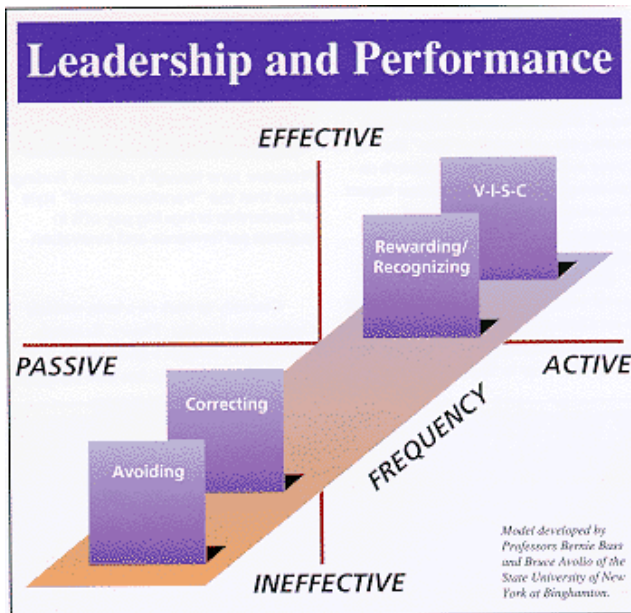 Leadership and Performance
EFFECTIVE
V-I-S-C
Rewarding/
Recognizing
PASSIVE
ACTIVE
Correcting
FREQUENCY
Avoiding
INEFFECTIVE
Model developed by
Professors Bernie Bass
and Bruce Avolio of the
State University of New
York at Binghamton.